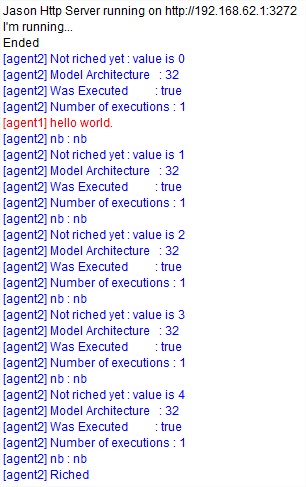 Jason Http Server running on http://192.168.62.1:3272
I'm running...
Ended
[agent2] Not riched yet : value is 0
[agent2] Model Architecture : 32
[agent2] Was Executed : true
[agent2] Number of executions : 1
[agent1] hello world.
[agent2] nb : nb
[agent2] Not riched yet : value is 1
[agent2] Model Architecture : 32
[agent2] Was Executed : true
[agent2] Number of executions : 1
[agent2] nb : nb
[agent2] Not riched yet : value is 2
[agent2] Model Architecture : 32
[agent2] Was Executed : true
[agent2] Number of executions : 1
[agent2] nb : nb
[agent2] Not riched yet : value is 3
[agent2] Model Architecture : 32
[agent2] Was Executed : true
[agent2] Number of executions : 1
[agent2] nb : nb
[agent2] Not riched yet : value is 4
[agent2] Model Architecture : 32
[agent2] Was Executed : true
[agent2] Number of executions : 1
[agent2] nb : nb
[agent2] Riched